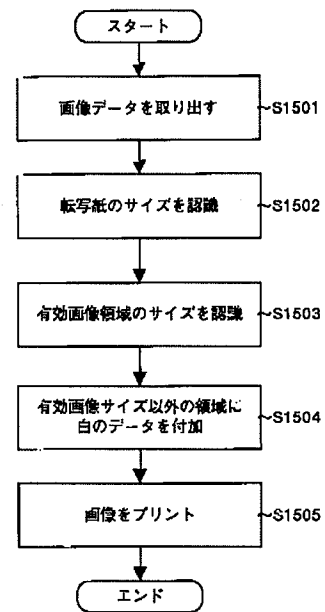 スタート
画像データを取り出す ~S1501
転写紙のサイズを認識 ~S1502
有効画像領域のサイズを認識 ~S1503
有効画像サイズ以外の領域に
白のデータを付加 ~S1504
画像をプリント ~S1505
エンド